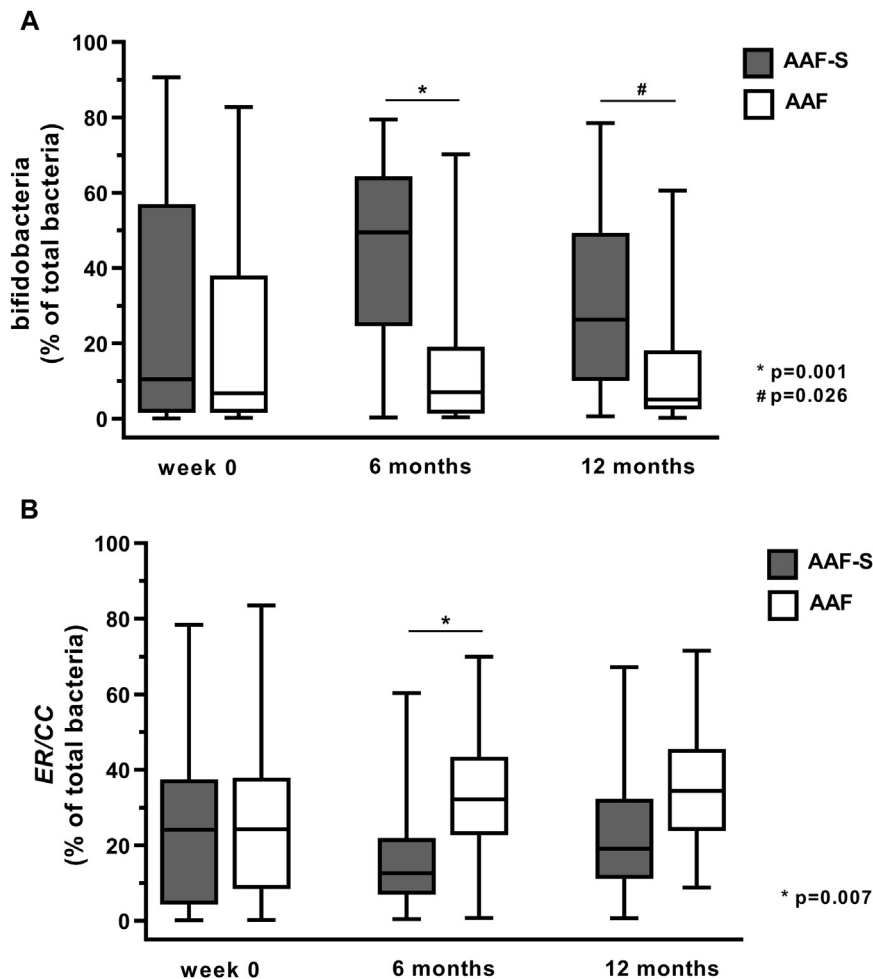 A
100
80
60
40
20
0
bifidobacteria
(% of total bacteria)
*
#
AAF-S
AAF
* p=0.001
# p=0.026
week 0
6 months
12 months
B
100
80
60
40
20
0
ER/CC
(% of total bacteria)
*
AAF-S
AAF
* p=0.007
week 0
6 months
12 months